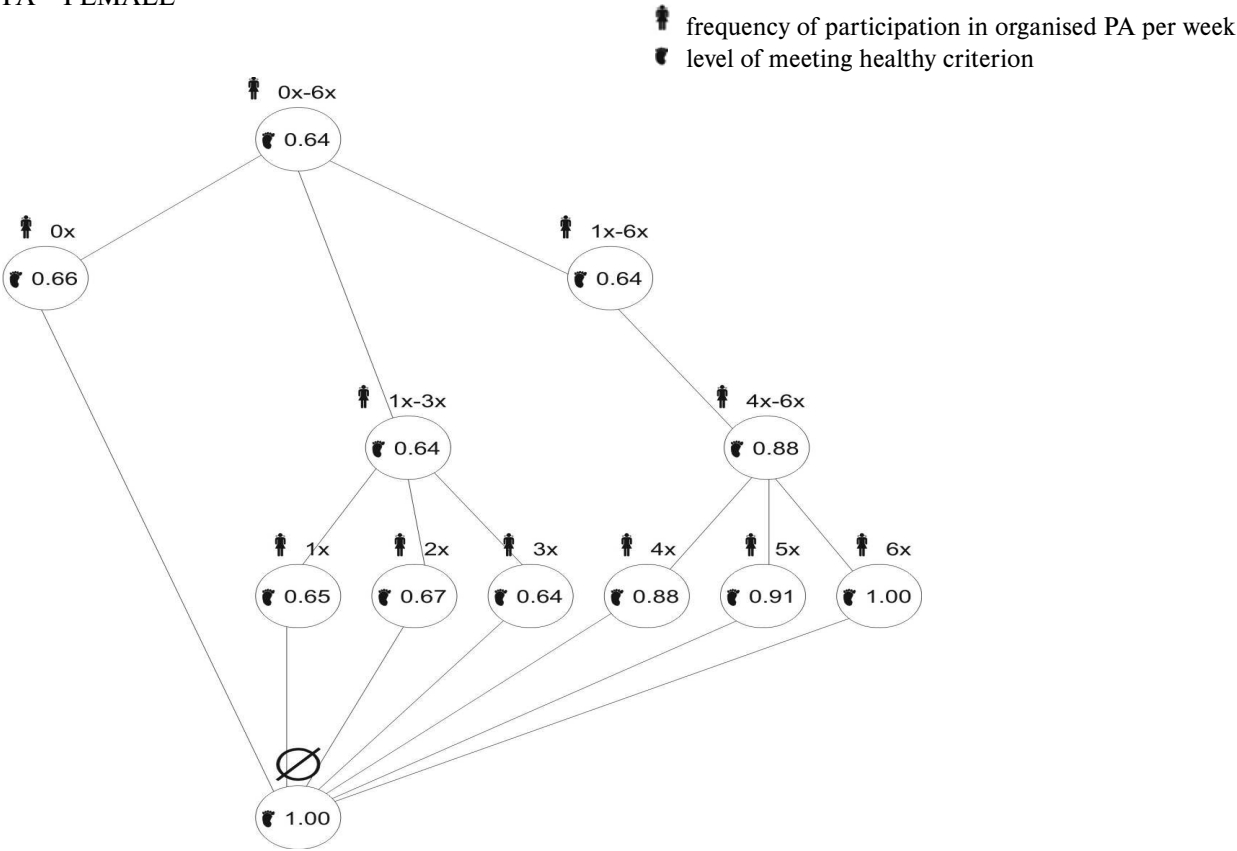 PA – FEMALE
frequency of participation in organised PA per week
level of meeting healthy criterion
0x-6x
0.64
0x
1x-6x
0.66
0.64
1x-3x
4x-6x
0.64
0.88
1x
2x
3x
4x
5x
6x
0.65
0.67
0.64
0.88
0.91
1.00
∅
1.00